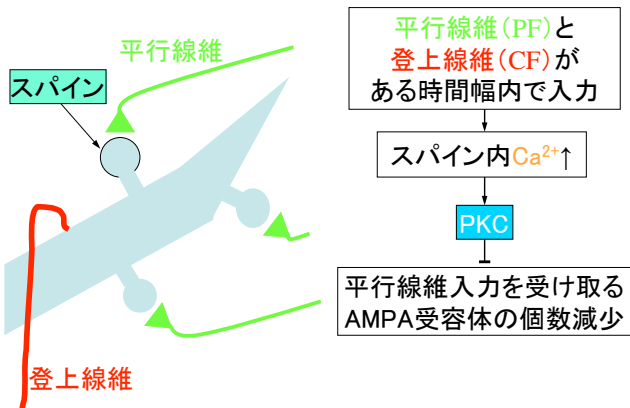 平行線維
スパイン
登上線維
平行線維(PF)と
登上線維(CF)が
ある時間幅内で入力
スパイン内Ca²⁺↑
PKC
平行線維入力を受け取る
AMPA受容体の個数減少